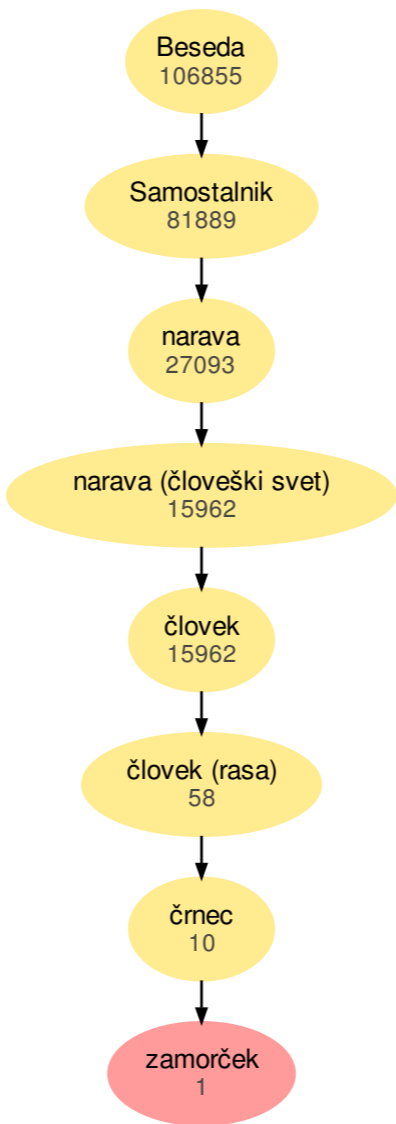 Beseda
106855
Samostalnik
81889
narava
27093
narava (človeški svet)
15962
človek
15962
človek (rasa)
58
črnec
10
zamorček
1